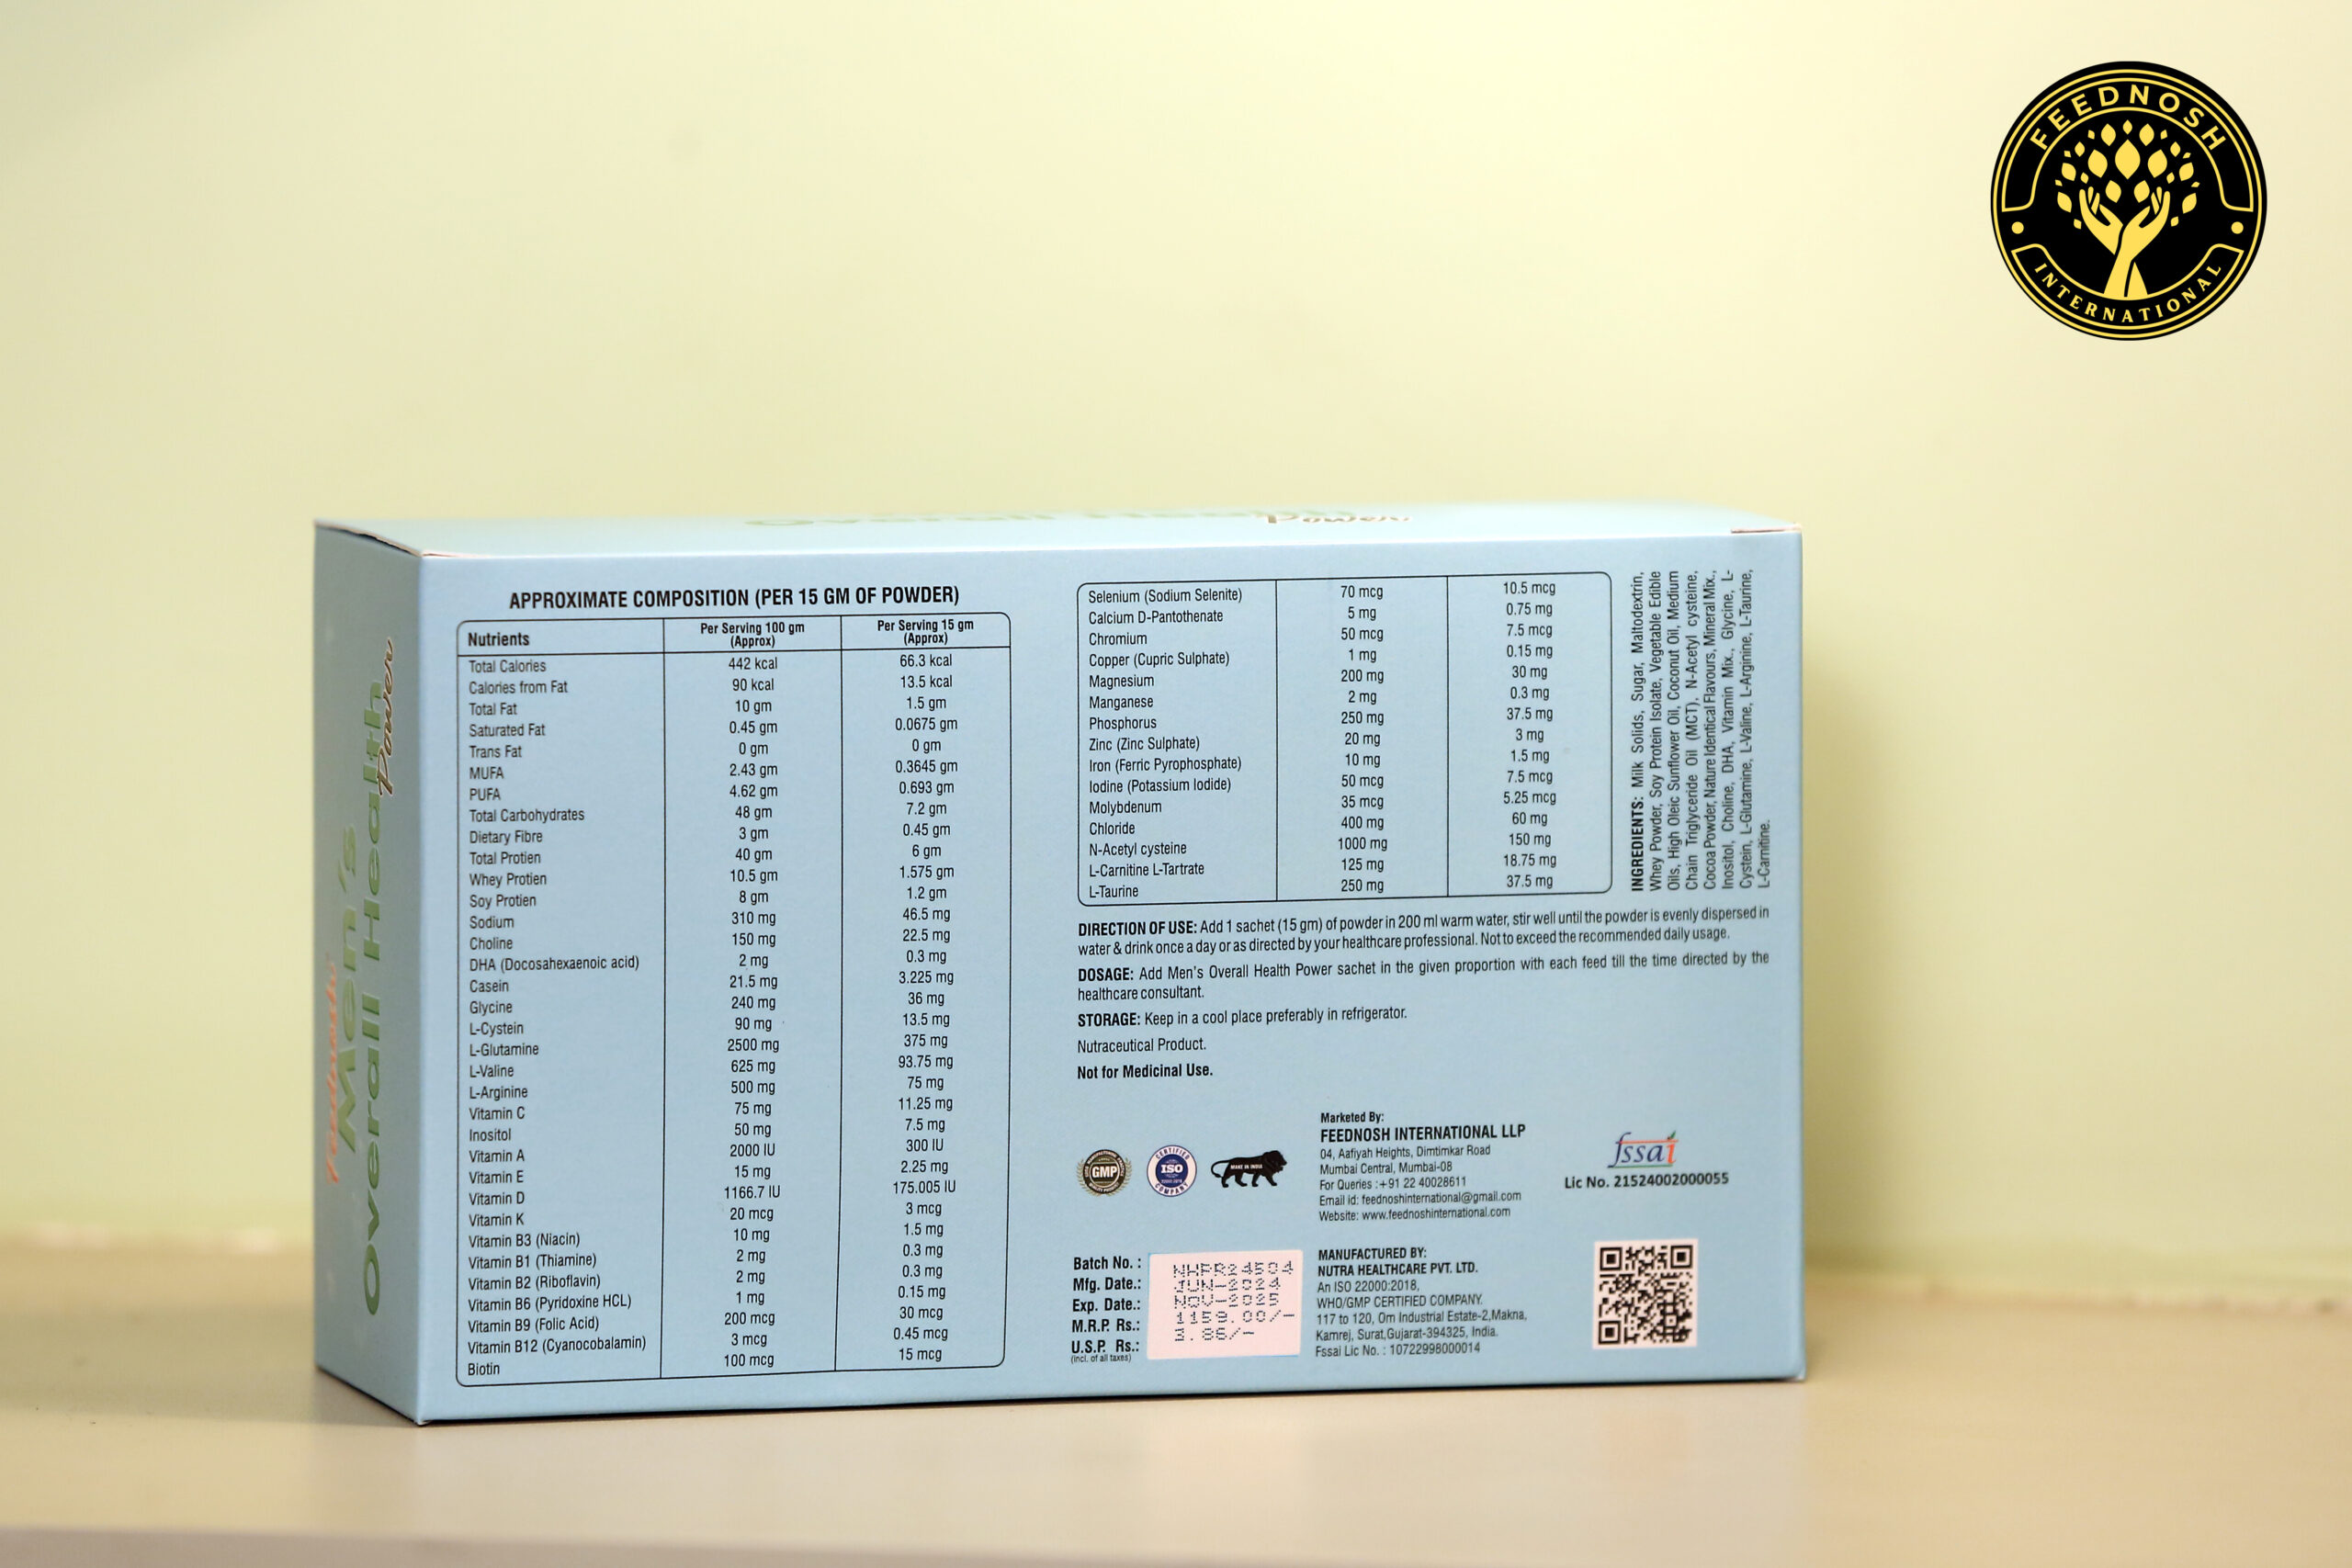 FEEDNOSH
INTERNATIONAL
Power
Feednosh's
Men's
Overall Health
Power
APPROXIMATE COMPOSITION (PER 15 GM OF POWDER)
Nutrients Per Serving 100 gm (Approx) Per Serving 15 gm (Approx)
Total Calories 442 kcal 66.3 kcal
Calories from Fat 90 kcal 13.5 kcal
Total Fat 10 gm 1.5 gm
Saturated Fat 0.45 gm 0.0675 gm
Trans Fat 0 gm 0 gm
MUFA 2.43 gm 0.3645 gm
PUFA 4.62 gm 0.693 gm
Total Carbohydrates 48 gm 7.2 gm
Dietary Fibre 3 gm 0.45 gm
Total Protien 40 gm 6 gm
Whey Protien 10.5 gm 1.575 gm
Soy Protien 8 gm 1.2 gm
Sodium 310 mg 46.5 mg
Choline 150 mg 22.5 mg
DHA (Docosahexaenoic acid) 2 mg 0.3 mg
Casein 21.5 mg 3.225 mg
Glycine 240 mg 36 mg
L-Cystein 90 mg 13.5 mg
L-Glutamine 2500 mg 375 mg
L-Valine 625 mg 93.75 mg
L-Arginine 500 mg 75 mg
Vitamin C 75 mg 11.25 mg
Inositol 50 mg 7.5 mg
Vitamin A 2000 IU 300 IU
Vitamin E 15 mg 2.25 mg
Vitamin D 1166.7 IU 175.005 IU
Vitamin K 20 mcg 3 mcg
Vitamin B3 (Niacin) 10 mg 1.5 mg
Vitamin B1 (Thiamine) 2 mg 0.3 mg
Vitamin B2 (Riboflavin) 2 mg 0.3 mg
Vitamin B6 (Pyridoxine HCL) 1 mg 0.15 mg
Vitamin B9 (Folic Acid) 200 mcg 30 mcg
Vitamin B12 (Cyanocobalamin) 3 mcg 0.45 mcg
Biotin 100 mcg 15 mcg
Selenium (Sodium Selenite) 70 mcg 10.5 mcg
Calcium D-Pantothenate 5 mg 0.75 mg
Chromium 50 mcg 7.5 mcg
Copper (Cupric Sulphate) 1 mg 0.15 mg
Magnesium 200 mg 30 mg
Manganese 2 mg 0.3 mg
Phosphorus 250 mg 37.5 mg
Zinc (Zinc Sulphate) 20 mg 3 mg
Iron (Ferric Pyrophosphate) 10 mg 1.5 mg
Iodine (Potassium Iodide) 50 mcg 7.5 mcg
Molybdenum 35 mcg 5.25 mcg
Chloride 400 mg 60 mg
N-Acetyl cysteine 1000 mg 150 mg
L-Carnitine L-Tartrate 125 mg 18.75 mg
L-Taurine 250 mg 37.5 mg
INGREDIENTS: Milk Solids, Sugar, Maltodextrin,
Whey Powder, Soy Protein Isolate, Vegetable Edible
Oils, High Oleic Sunflower Oil, Coconut Oil, Medium
Chain Triglyceride Oil (MCT), N-Acetyl cysteine,
Cocoa Powder, Nature Identical Flavours, Mineral Mix.,
Inositol, Choline, DHA, Vitamin Mix., Glycine, L-
Cystein, L-Glutamine, L-Valine, L-Arginine, L-Taurine,
L-Carnitine.
DIRECTION OF USE: Add 1 sachet (15 gm) of powder in 200 ml warm water, stir well until the powder is evenly dispersed in
water & drink once a day or as directed by your healthcare professional. Not to exceed the recommended daily usage.
DOSAGE: Add Men's Overall Health Power sachet in the given proportion with each feed till the time directed by the
healthcare consultant.
STORAGE: Keep in a cool place preferably in refrigerator.
Nutraceutical Product.
Not for Medicinal Use.
GMP
CERTIFIED
ISO
COMPANY
MAKE IN INDIA
Marketed By:
FEEDNOSH INTERNATIONAL LLP
04, Aafiyah Heights, Dimtimkar Road
Mumbai Central, Mumbai-08
For Queries :+91 22 40028611
Email id: feednoshinternational@gmail.com
Website: www.feednoshinternational.com
fssai
Lic No. 21524002000055
Batch No. : NHPR24504
Mfg. Date.: JUN-2024
Exp. Date.: NOV-2025
M.R.P. Rs.: 1159.00/-
U.S.P. Rs.: 3.86/-
(incl. of all taxes)
MANUFACTURED BY:
NUTRA HEALTHCARE PVT. LTD.
An ISO 22000:2018,
WHO/GMP CERTIFIED COMPANY.
117 to 120, Om Industrial Estate-2,Makna,
Kamrej, Surat,Gujarat-394325, India.
Fssai Lic No. : 10722998000014